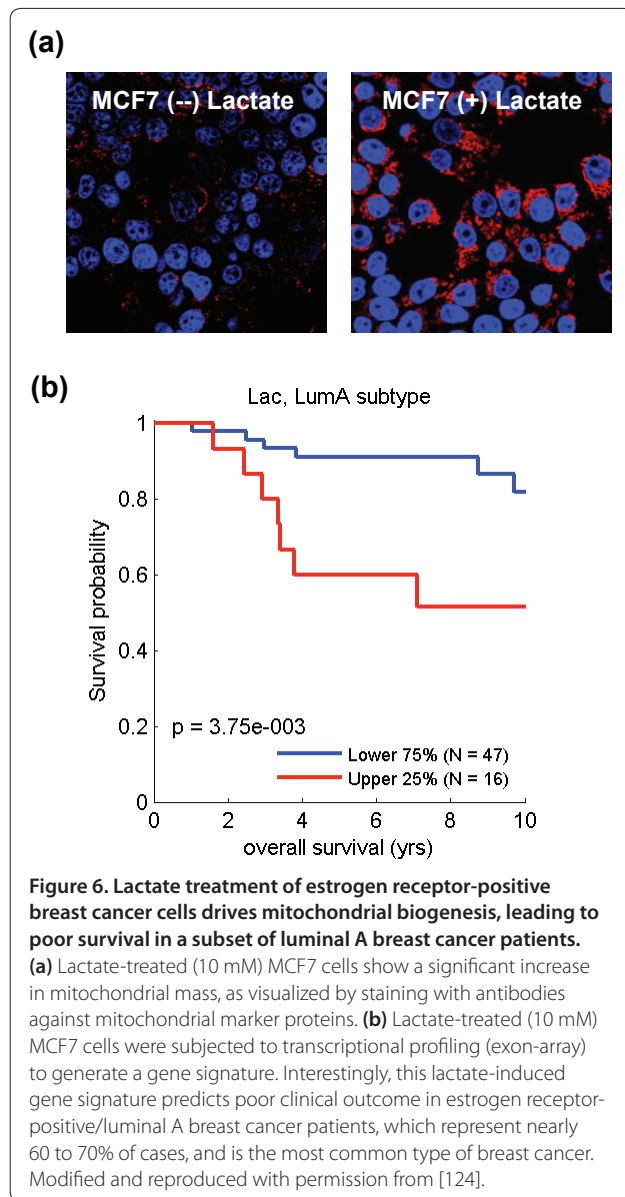 (a)
MCF7 (--) Lactate
MCF7 (+) Lactate
(b)
Lac, LumA subtype
Survival probability
1
0.8
0.6
0.4
0.2
0
p = 3.75e-003
Lower 75% (N = 47)
Upper 25% (N = 16)
0 2 4 6 8 10
overall survival (yrs)
Figure 6. Lactate treatment of estrogen receptor-positive
breast cancer cells drives mitochondrial biogenesis, leading to
poor survival in a subset of luminal A breast cancer patients.
(a) Lactate-treated (10 mM) MCF7 cells show a significant increase
in mitochondrial mass, as visualized by staining with antibodies
against mitochondrial marker proteins. (b) Lactate-treated (10 mM)
MCF7 cells were subjected to transcriptional profiling (exon-array)
to generate a gene signature. Interestingly, this lactate-induced
gene signature predicts poor clinical outcome in estrogen receptor-
positive/luminal A breast cancer patients, which represent nearly
60 to 70% of cases, and is the most common type of breast cancer.
Modified and reproduced with permission from [124].